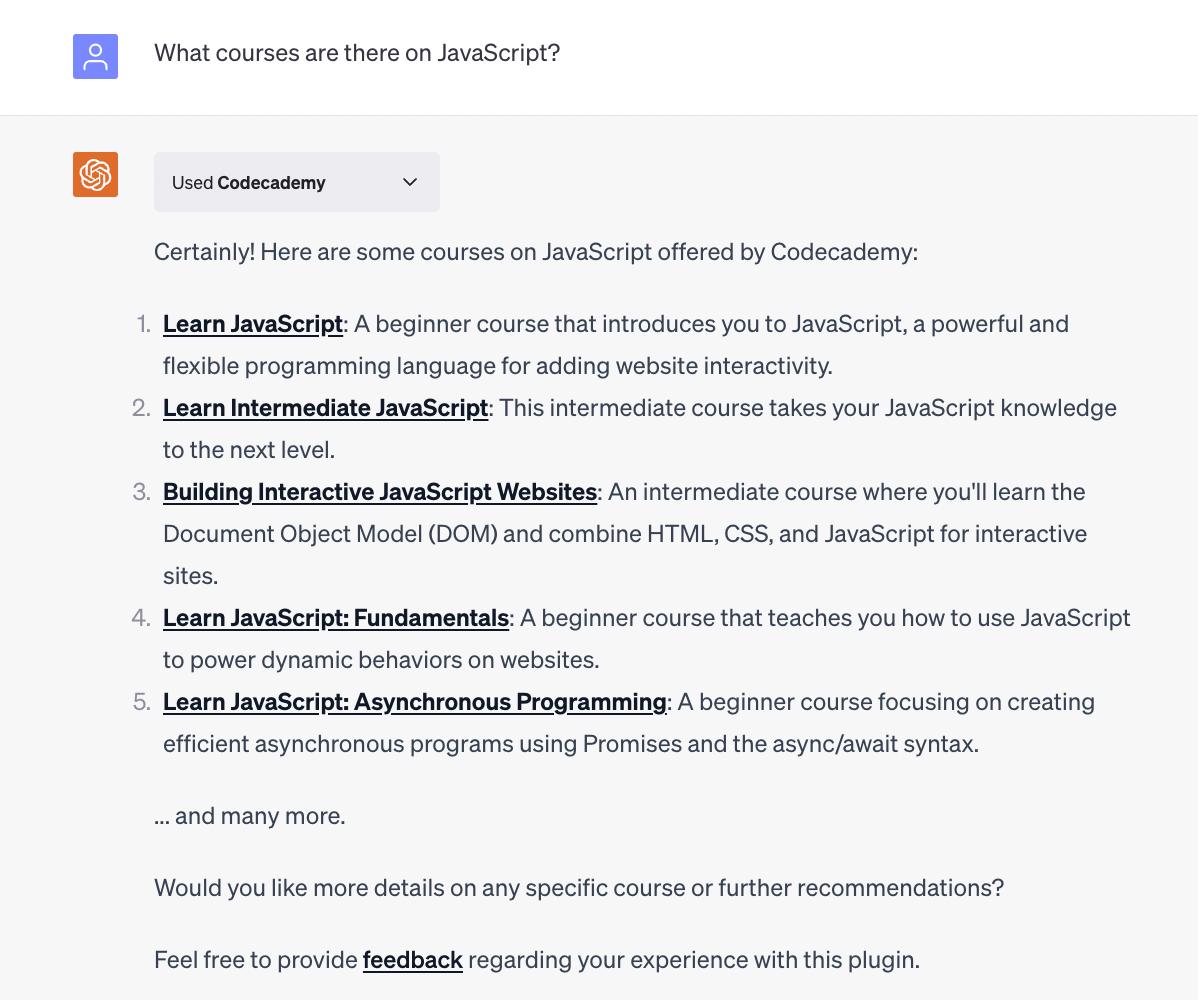 What courses are there on JavaScript?
Used Codecademy
Certainly! Here are some courses on JavaScript offered by Codecademy:
1. Learn JavaScript: A beginner course that introduces you to JavaScript, a powerful and
flexible programming language for adding website interactivity.
2. Learn Intermediate JavaScript: This intermediate course takes your JavaScript knowledge
to the next level.
3. Building Interactive JavaScript Websites: An intermediate course where you'll learn the
Document Object Model (DOM) and combine HTML, CSS, and JavaScript for interactive
sites.
4. Learn JavaScript: Fundamentals: A beginner course that teaches you how to use JavaScript
to power dynamic behaviors on websites.
5. Learn JavaScript: Asynchronous Programming: A beginner course focusing on creating
efficient asynchronous programs using Promises and the async/await syntax.
... and many more.
Would you like more details on any specific course or further recommendations?
Feel free to provide feedback regarding your experience with this plugin.